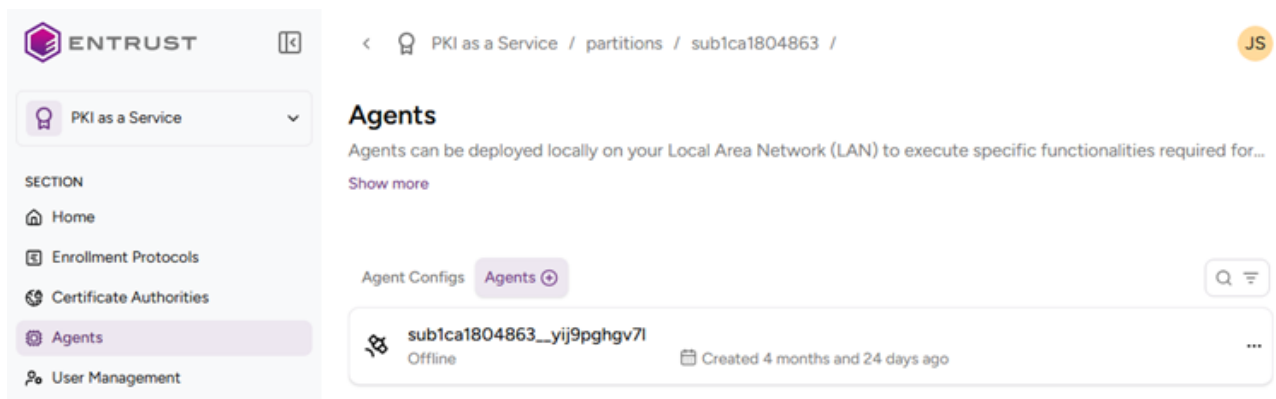 ENTRUST
PKI as a Service
SECTION
Home
Enrollment Protocols
Certificate Authorities
Agents
User Management
PKI as a Service / partitions / sub1ca1804863 /
JS
Agents
Agents can be deployed locally on your Local Area Network (LAN) to execute specific functionalities required for...
Show more
Agent Configs Agents
sub1ca1804863__yij9pghgv7l
Offline
Created 4 months and 24 days ago